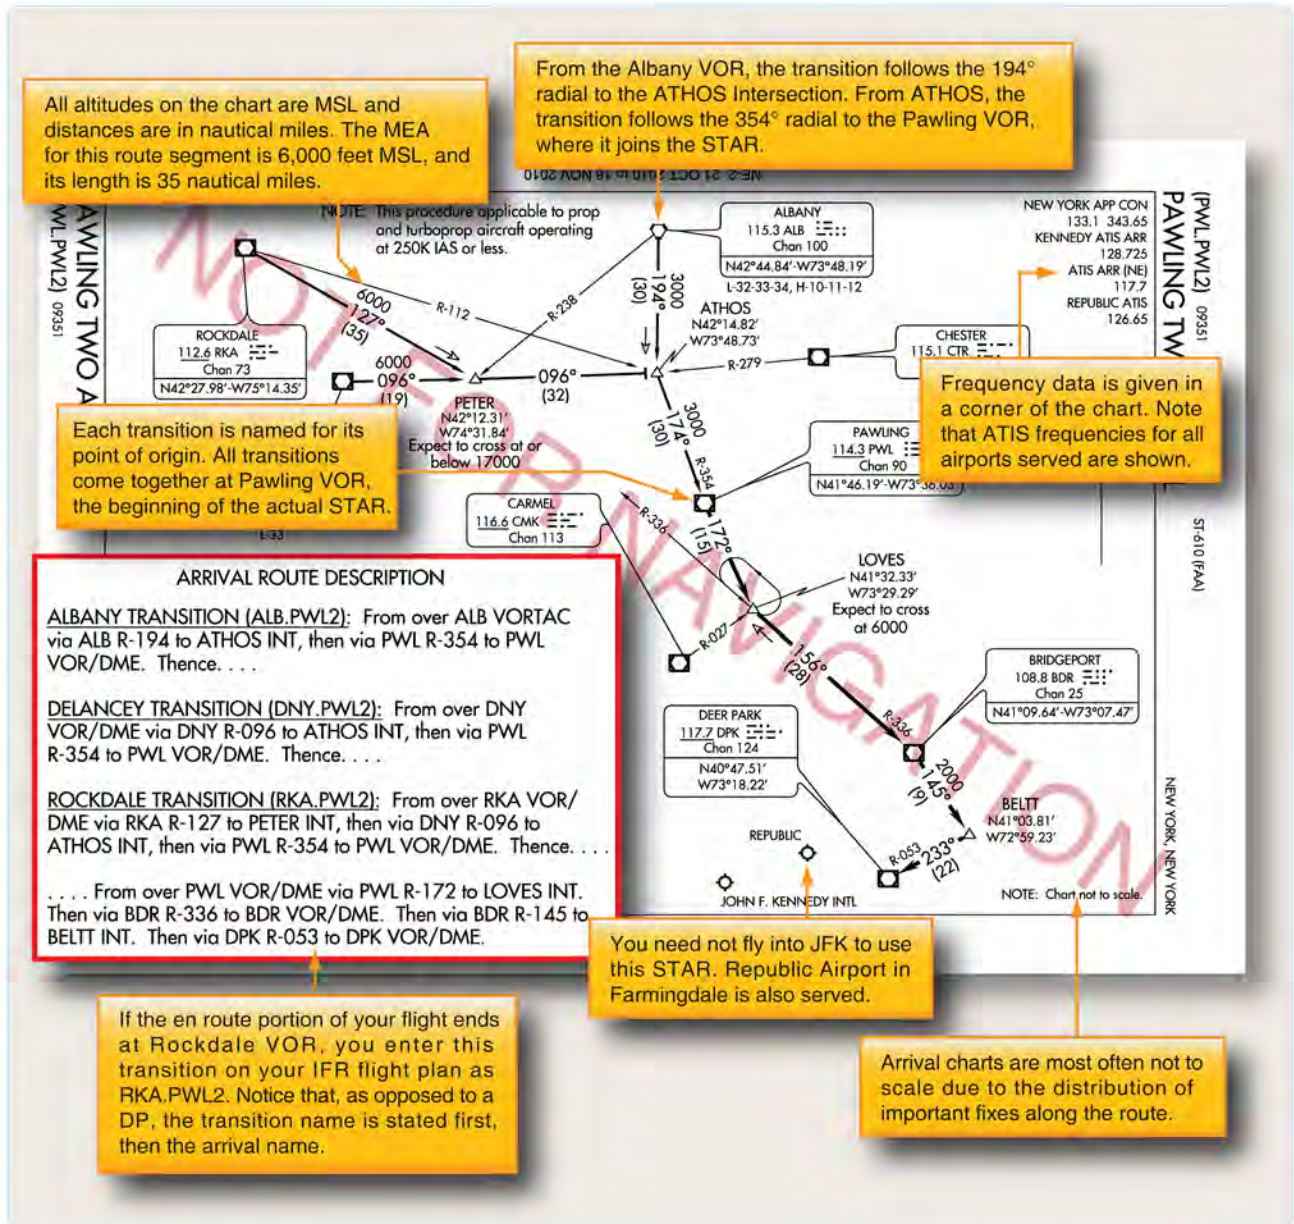 From the Albany VOR, the transition follows the 194°
radial to the ATHOS Intersection. From ATHOS, the
transition follows the 354° radial to the Pawling VOR,
where it joins the STAR.
All altitudes on the chart are MSL and
distances are in nautical miles. The MEA
for this route segment is 6,000 feet MSL, and
its length is 35 nautical miles.
NE-2, 21 OCT 2010 to 18 NOV 2010
(PWL.PWL2) 09351
PAWLING TW
AWLING TWO A
WL.PWL2) 09351
NOTE: This procedure applicable to prop
and turboprop aircraft operating
at 250K IAS or less.
ALBANY
115.3 ALB
Chan 100
N42°44.84'-W73°48.19'
L-32-33-34, H-10-11-12
NEW YORK APP CON
133.1 343.65
KENNEDY ATIS ARR
128.725
ATIS ARR (NE)
117.7
REPUBLIC ATIS
126.65
6000
127°
(35)
R-112
R-238
3000
194°
(30)
ATHOS
N42°14.82'
W73°48.73'
ROCKDALE
112.6 RKA
Chan 73
N42°27.98'-W75°14.35'
CHESTER
115.1 CTR
R-279
6000
096°
(19)
096°
(32)
PETER
N42°12.31'
W74°31.84'
Expect to cross at or
below 17000
3000
174°
(30)
R-354
Frequency data is given in
a corner of the chart. Note
that ATIS frequencies for all
airports served are shown.
Each transition is named for its
point of origin. All transitions
come together at Pawling VOR,
the beginning of the actual STAR.
PAWLING
114.3 PWL
Chan 90
N41°46.19'-W73°36.03'
CARMEL
116.6 CMK
Chan 113
L-33
R-336
172°
(15)
LOVES
N41°32.33'
W73°29.29'
Expect to cross
at 6000
R-027
ST-610 (FAA)
156°
(28)
R-336
BRIDGEPORT
108.8 BDR
Chan 25
N41°09.64'-W73°07.47'
DEER PARK
117.7 DPK
Chan 124
N40°47.51'
W73°18.22'
2000
145°
(9)
BELTT
N41°03.81'
W72°59.23'
R-053
233°
(22)
REPUBLIC
JOHN F. KENNEDY INTL
NOTE: Chart not to scale.
NEW YORK, NEW YORK
NOT FOR NAVIGATION
ARRIVAL ROUTE DESCRIPTION
ALBANY TRANSITION (ALB.PWL2): From over ALB VORTAC
via ALB R-194 to ATHOS INT, then via PWL R-354 to PWL
VOR/DME. Thence. . . .
DELANCEY TRANSITION (DNY.PWL2): From over DNY
VOR/DME via DNY R-096 to ATHOS INT, then via PWL
R-354 to PWL VOR/DME. Thence. . . .
ROCKDALE TRANSITION (RKA.PWL2): From over RKA VOR/
DME via RKA R-127 to PETER INT, then via DNY R-096 to
ATHOS INT, then via PWL R-354 to PWL VOR/DME. Thence. . . .
. . . . From over PWL VOR/DME via PWL R-172 to LOVES INT.
Then via BDR R-336 to BDR VOR/DME. Then via BDR R-145 to
BELTT INT. Then via DPK R-053 to DPK VOR/DME.
You need not fly into JFK to use
this STAR. Republic Airport in
Farmingdale is also served.
If the en route portion of your flight ends
at Rockdale VOR, you enter this
transition on your IFR flight plan as
RKA.PWL2. Notice that, as opposed to a
DP, the transition name is stated first,
then the arrival name.
Arrival charts are most often not to
scale due to the distribution of
important fixes along the route.